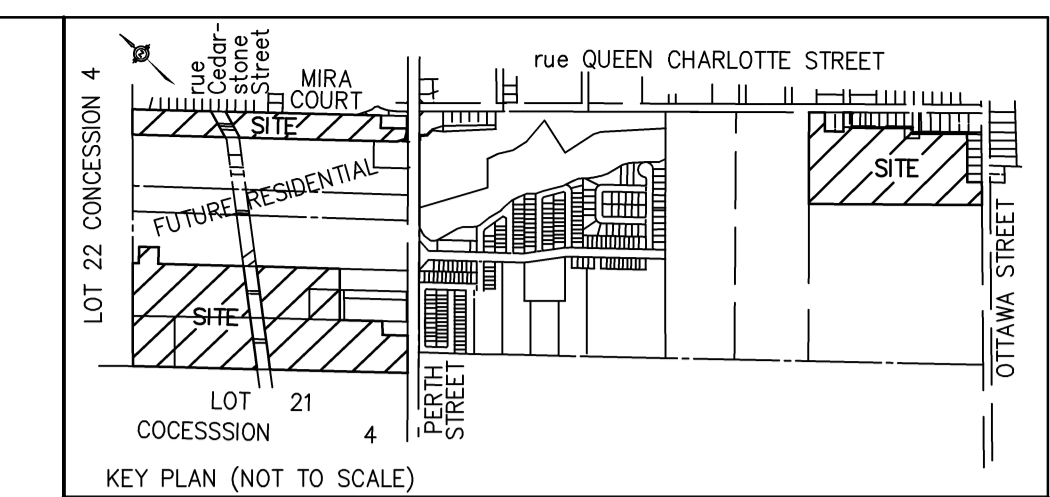 rue QUEEN CHARLOTTE STREET
rue
Cedar-
stone
Street
MIRA
COURT
LOT 22 CONCESSION 4
SITE
FUTURE RESIDENTIAL
SITE
SITE
OTTAWA STREET
PERTH
STREET
LOT 21
COCESSSION 4
KEY PLAN (NOT TO SCALE)